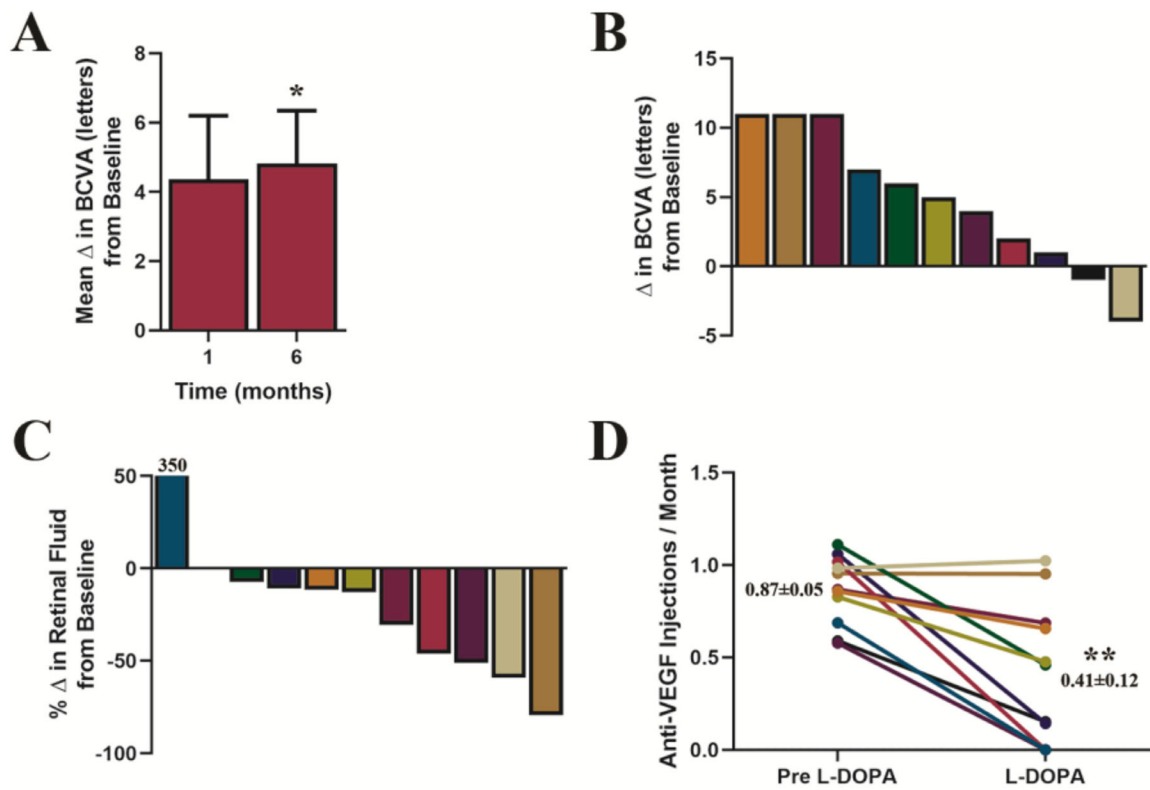 A
Mean Δ in BCVA (letters)
from Baseline
8
6
4
2
0
*
1
6
Time (months)
B
Δ in BCVA (letters)
from Baseline
15
10
5
0
-5
C
% Δ in Retinal Fluid
from Baseline
350
50
0
-50
-100
D
Anti-VEGF Injections / Month
1.5
1.0
0.5
0.0
0.87±0.05
**
0.41±0.12
Pre L-DOPA
L-DOPA